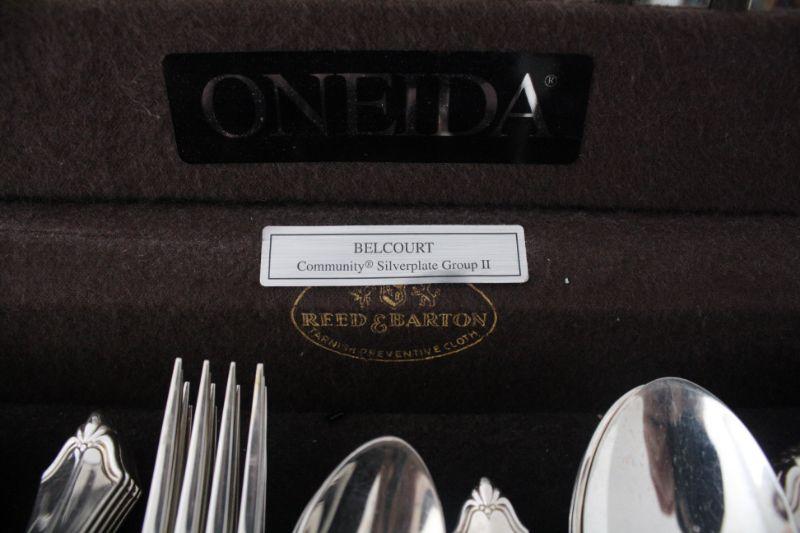 ONEIDA®
BELCOURT
Community® Silverplate Group II
REED & BARTON
TARNISH PREVENTIVE CLOTH